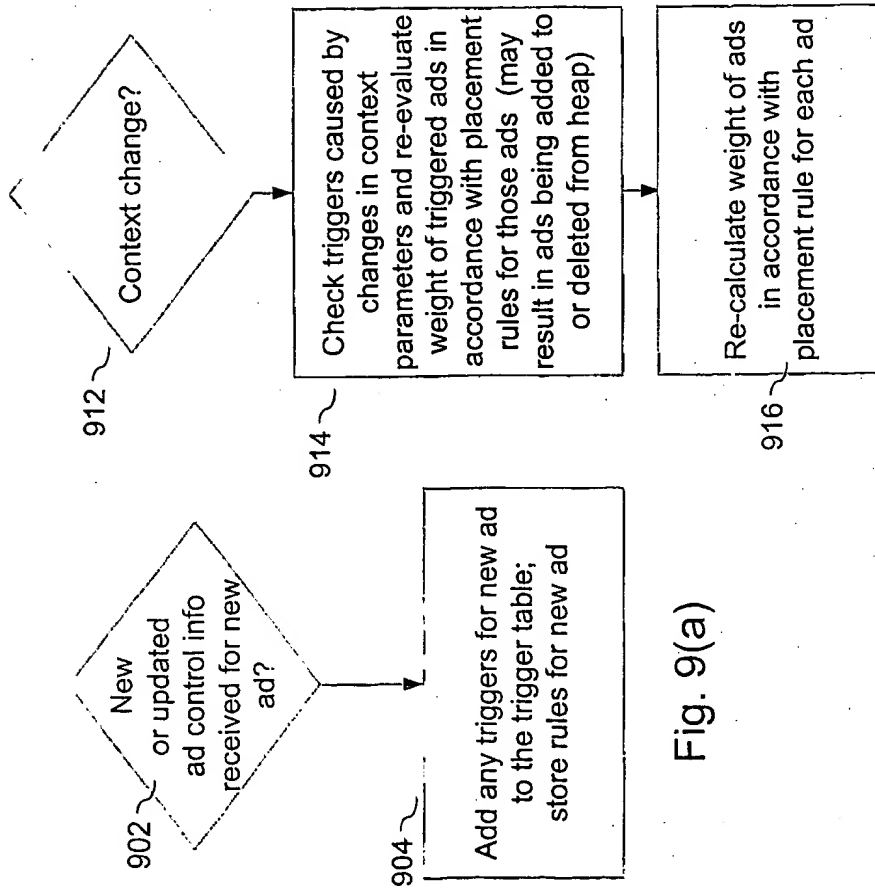 902
New
or updated
ad control info
received for new
ad?
904
Add any triggers for new ad
to the trigger table;
store rules for new ad
912
Context change?
914
Check triggers caused by
changes in context
parameters and re-evaluate
weight of triggered ads in
accordance with placement
rules for those ads (may
result in ads being added to
or deleted from heap)
Re-calculate weight of ads
in accordance with
placement rule for each ad
916
Fig. 9(a)